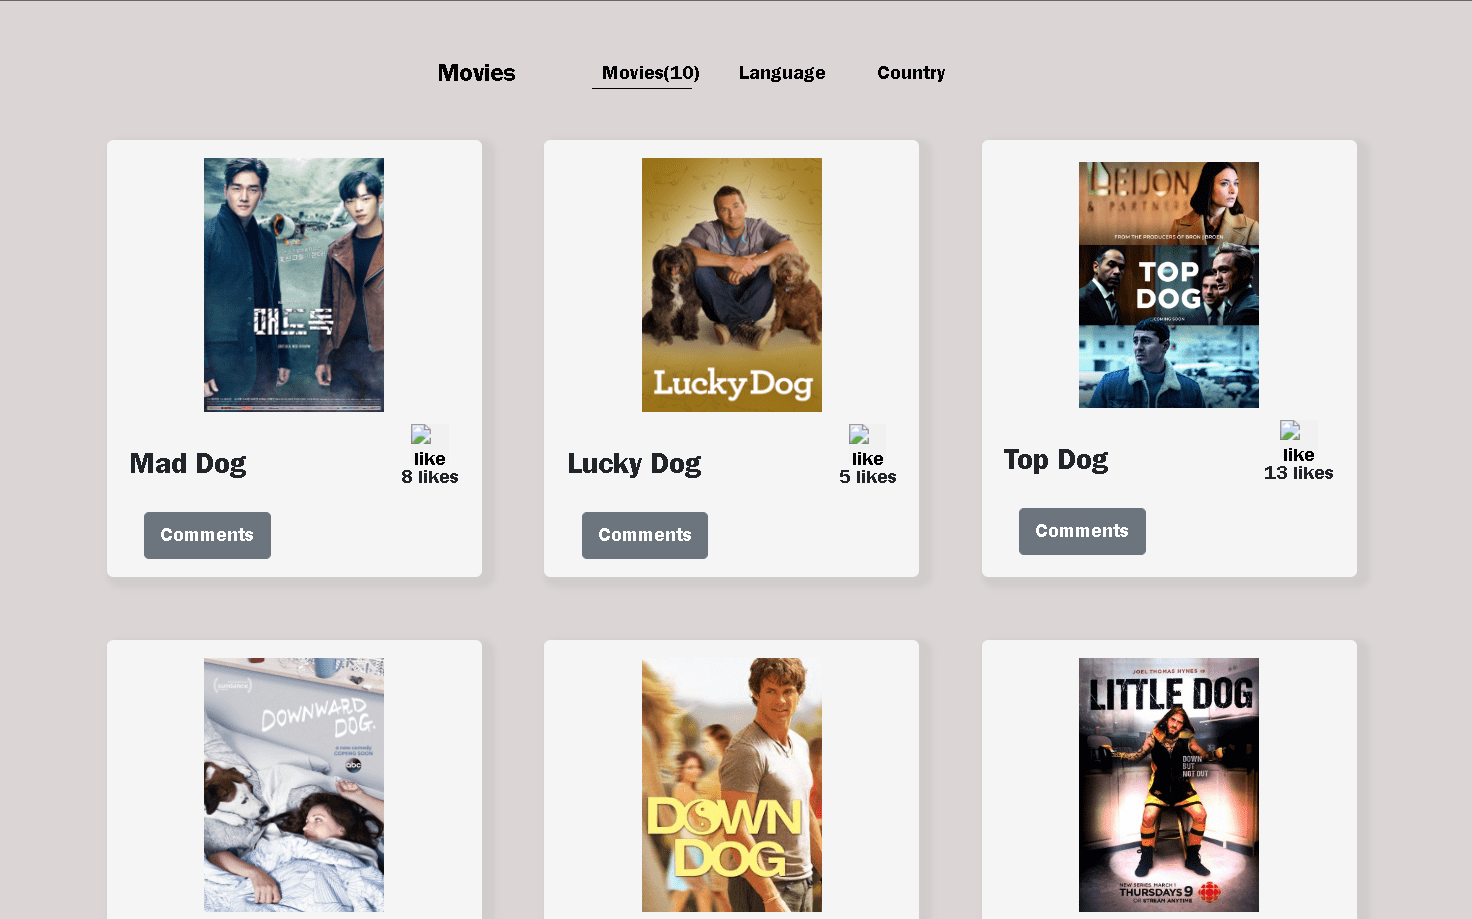 Movies
Movies(10)
Language
Country
매드독
Mad Dog
like
8 likes
Comments
Lucky Dog
Lucky Dog
like
5 likes
Comments
& PARTNERS
FROM THE PRODUCERS OF BRON | BROEN
TOP
DOG
COMING SOON
Top Dog
like
13 likes
Comments
sundance
DOWNWARD
DOG.
a new comedy
COMING SOON
abc
DOWN
DOG
JOEL THOMAS HYNES IS
LITTLE DOG
DOWN
BUT
NOT OUT
NEW SERIES MARCH 1
THURSDAYS 9
OR STREAM ANYTIME